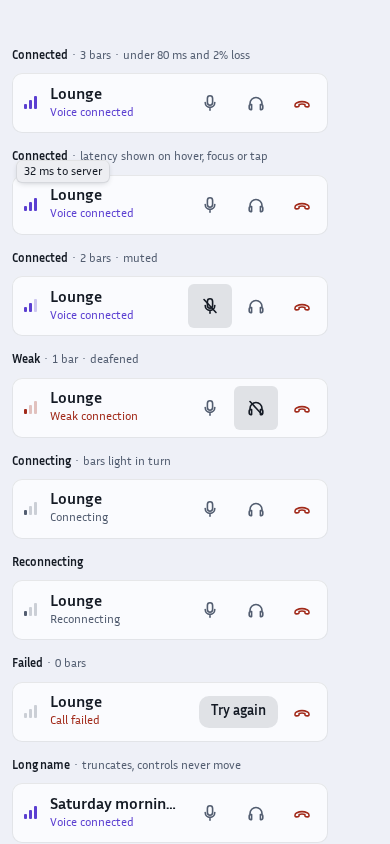 Connected · 3 bars · under 80 ms and 2% loss
Lounge
Voice connected
Connected · latency shown on hover, focus or tap
32 ms to server
Lounge
Voice connected
Connected · 2 bars · muted
Lounge
Voice connected
Weak · 1 bar · deafened
Lounge
Weak connection
Connecting · bars light in turn
Lounge
Connecting
Reconnecting
Lounge
Reconnecting
Failed · 0 bars
Lounge
Call failed
Try again
Long name · truncates, controls never move
Saturday mornin…
Voice connected